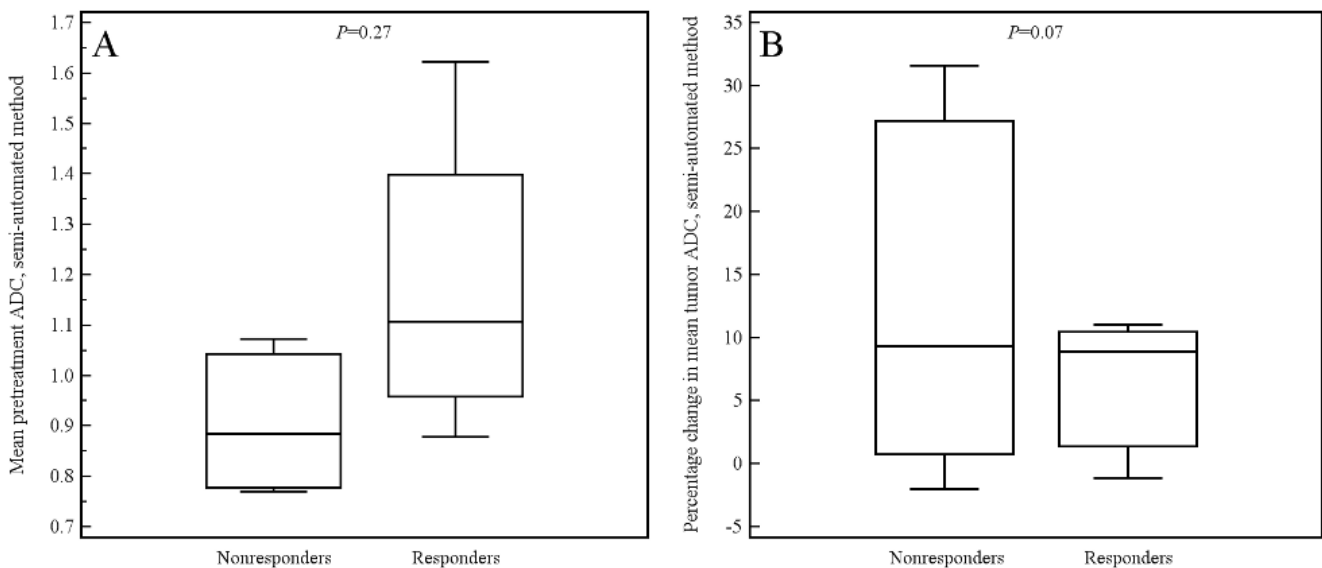 A
P=0.27
Mean pretreatment ADC, semi-automated method
1.7
1.6
1.5
1.4
1.3
1.2
1.1
1.0
0.9
0.8
0.7
Nonresponders
Responders
B
P=0.07
Percentage change in mean tumor ADC, semi-automated method
35
30
25
20
15
10
5
0
-5
Nonresponders
Responders